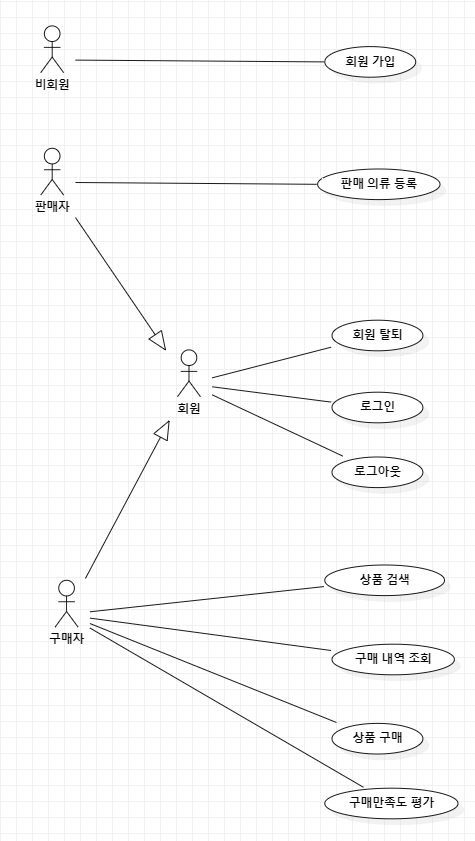 회원 가입
비회원
판매 의류 등록
판매자
회원 탈퇴
회원
로그인
로그아웃
상품 검색
구매자
구매 내역 조회
상품 구매
구매만족도 평가